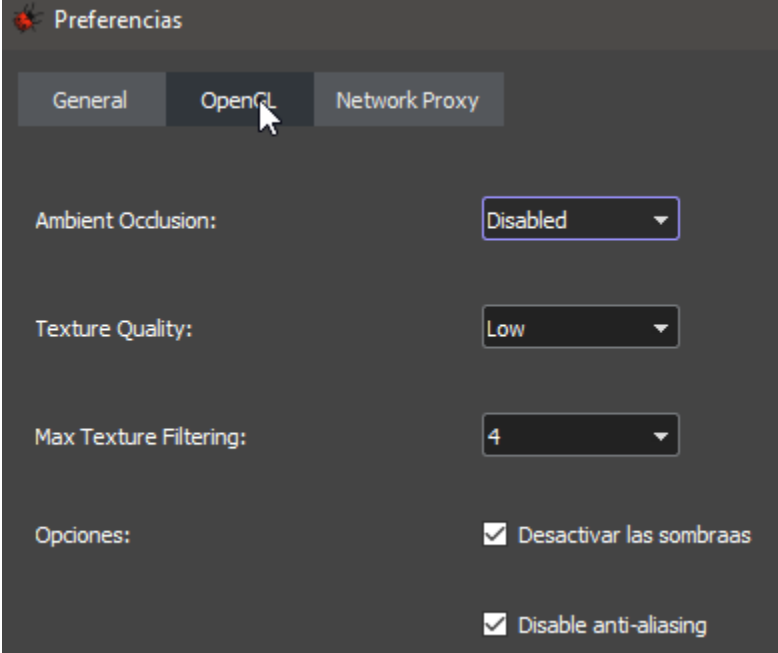 Preferencias
General OpenGL Network Proxy
Ambient Occlusion: Disabled
Texture Quality: Low
Max Texture Filtering: 4
Opciones: Desactivar las sombraas
Disable anti-aliasing